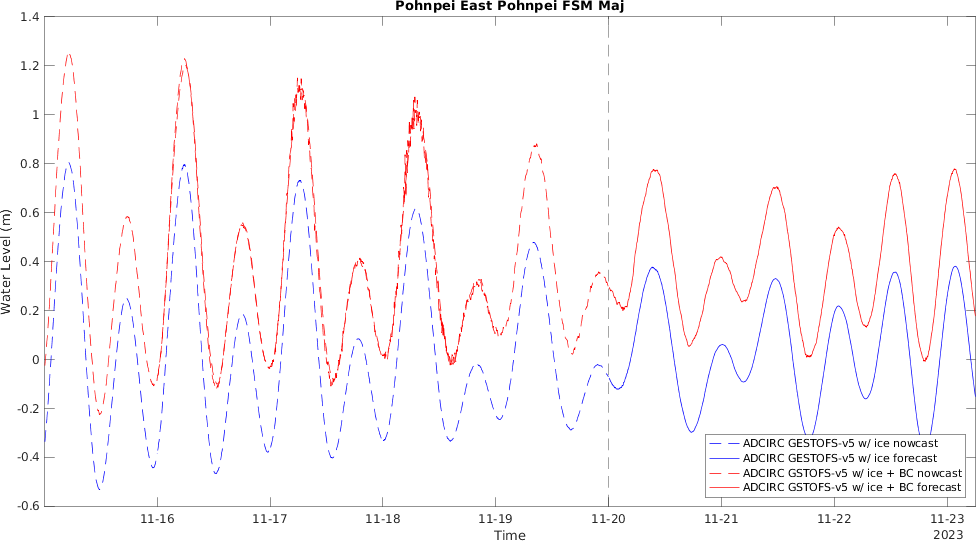 Pohnpei East Pohnpei FSM Maj
1.4
1.2
1
0.8
0.6
0.4
0.2
0
-0.2
-0.4
-0.6
Water Level (m)
ADCIRC GESTOFS-v5 w/ ice nowcast
ADCIRC GESTOFS-v5 w/ ice forecast
ADCIRC GSTOFS-v5 w/ ice + BC nowcast
ADCIRC GSTOFS-v5 w/ ice + BC forecast
11-16 11-17 11-18 11-19 11-20 11-21 11-22 11-23
Time 2023